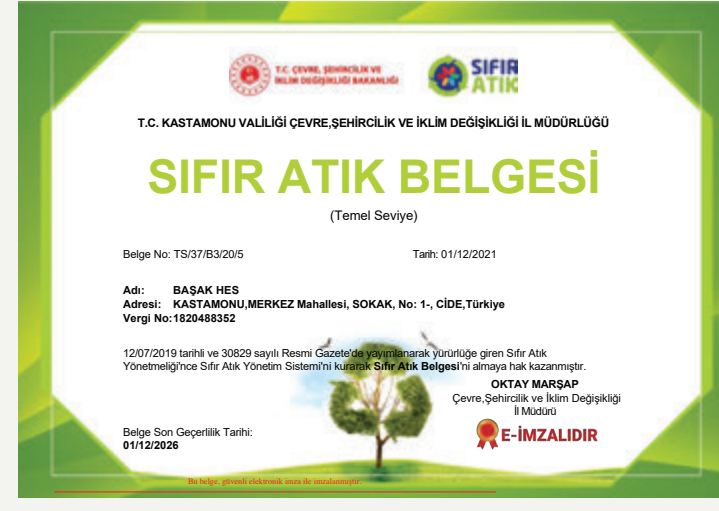 T.C. ÇEVRE, ŞEHİRCİLİK VE
İKLİM DEĞİŞİKLİĞİ BAKANLIĞI
SIFIR
ATIK
T.C. KASTAMONU VALİLİĞİ ÇEVRE,ŞEHİRCİLİK VE İKLİM DEĞİŞİKLİĞİ İL MÜDÜRLÜĞÜ
SIFIR ATIK BELGESİ
(Temel Seviye)
Belge No: TS/37/B3/20/5 Tarih: 01/12/2021
Adı: BAŞAK HES
Adresi: KASTAMONU,MERKEZ Mahallesi, SOKAK, No: 1-, CİDE,Türkiye
Vergi No:1820488352
12/07/2019 tarihli ve 30829 sayılı Resmi Gazete'de yayımlanarak yürürlüğe giren Sıfır Atık
Yönetmeliği'nce Sıfır Atık Yönetim Sistemi'ni kurarak Sıfır Atık Belgesi'ni almaya hak kazanmıştır.
OKTAY MARŞAP
Çevre,Şehircilik ve İklim Değişikliği
İl Müdürü
E-İMZALIDIR
Belge Son Geçerlilik Tarihi:
01/12/2026
Bu belge, güvenli elektronik imza ile imzalanmıştır.